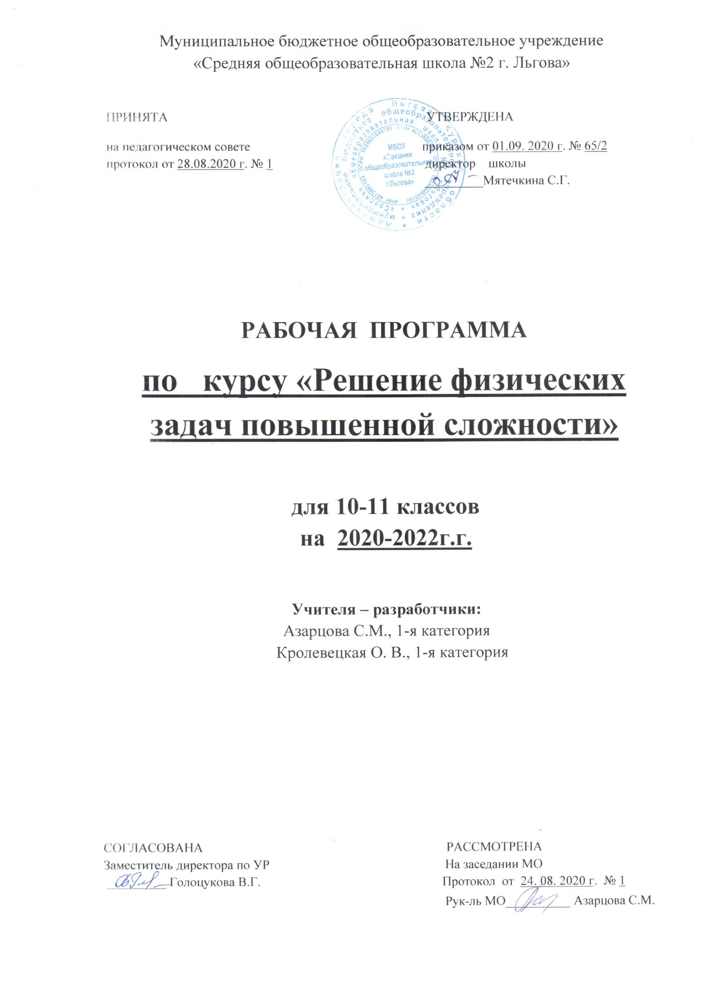 Муниципальное бюджетное общеобразовательное учреждение
«Средняя общеобразовательная школа №2 г. Льгова»
ПРИНЯТА
на педагогическом совете
протокол от 28.08.2020 г. № 1
УТВЕРЖДЕНА
приказом от 01.09. 2020 г. № 65/2
директор школы
Мятечкина С.Г.
МБОУ
«Средняя
общеобразовательная
школа №2
г.Льгова»
РАБОЧАЯ ПРОГРАММА
по курсу «Решение физических
задач повышенной сложности»
для 10-11 классов
на 2020-2022г.г.
Учителя – разработчики:
Азарцова С.М., 1-я категория
Кролевецкая О. В., 1-я категория
СОГЛАСОВАНА
Заместитель директора по УР
Голоцукова В.Г.
РАССМОТРЕНА
На заседании МО
Протокол от 24. 08. 2020 г. № 1
Рук-ль МО Азарцова С.М.